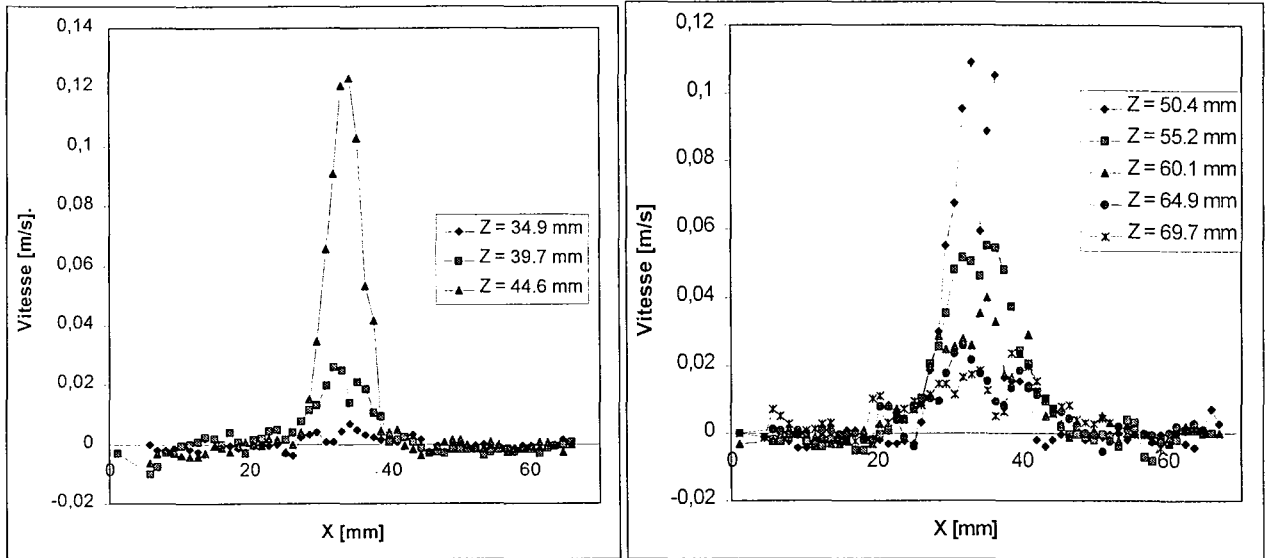 0,14
0,12
0,1
0,08
0,06
0,04
0,02
0
-0,02
0
20
40
60
Vitesse [m/s].
X [mm]
Z = 34.9 mm
Z = 39.7 mm
Z = 44.6 mm
0,12
0,1
0,08
0,06
0,04
0,02
0
-0,02
0
20
40
60
Vitesse [m/s]
X [mm]
Z = 50.4 mm
Z = 55.2 mm
Z = 60.1 mm
Z = 64.9 mm
Z = 69.7 mm